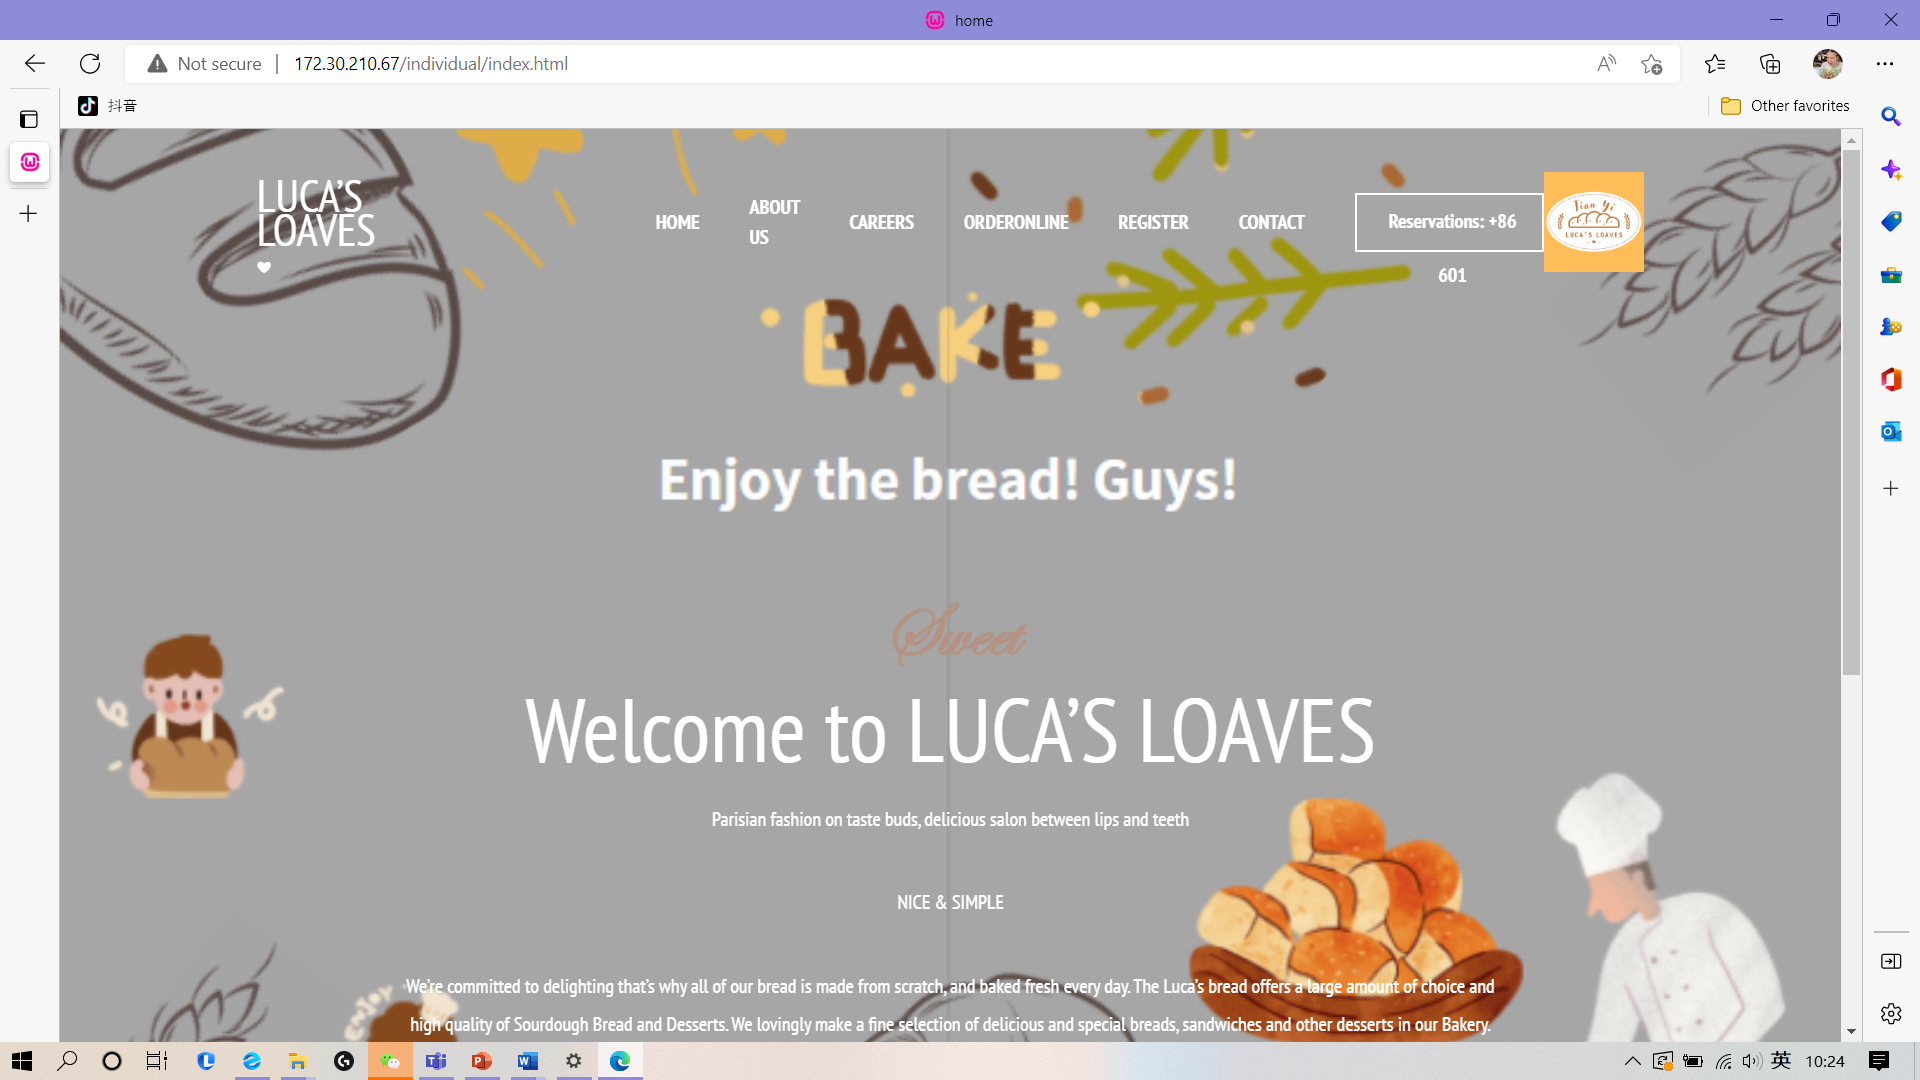 home
Not secure
172.30.210.67/individual/index.html
抖音
Other favorites
LUCA'S
LOAVES
HOME
ABOUT
US
CAREERS
ORDERONLINE
REGISTER
CONTACT
Reservations: +86
601
Tian Yi
LUCA'S LOAVES
BAKE
Enjoy the bread! Guys!
Sweet
Welcome to LUCA'S LOAVES
Parisian fashion on taste buds, delicious salon between lips and teeth
NICE & SIMPLE
ENJOY
We're committed to delighting that's why all of our bread is made from scratch, and baked fresh every day. The Luca's bread offers a large amount of choice and
high quality of Sourdough Bread and Desserts. We lovingly make a fine selection of delicious and special breads, sandwiches and other desserts in our Bakery.
英
10:24